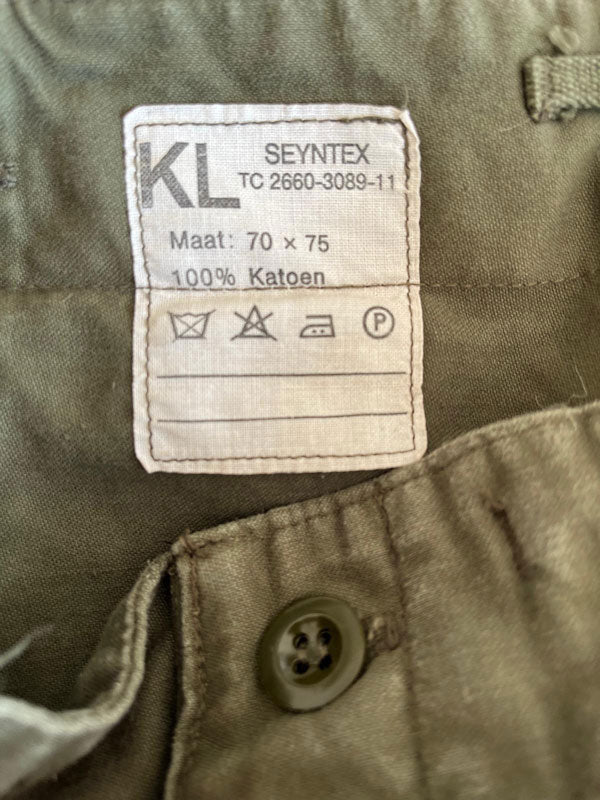 KL SEYNTEX
TC 2660-3089-11
Maat: 70 × 75
100% Katoen
P